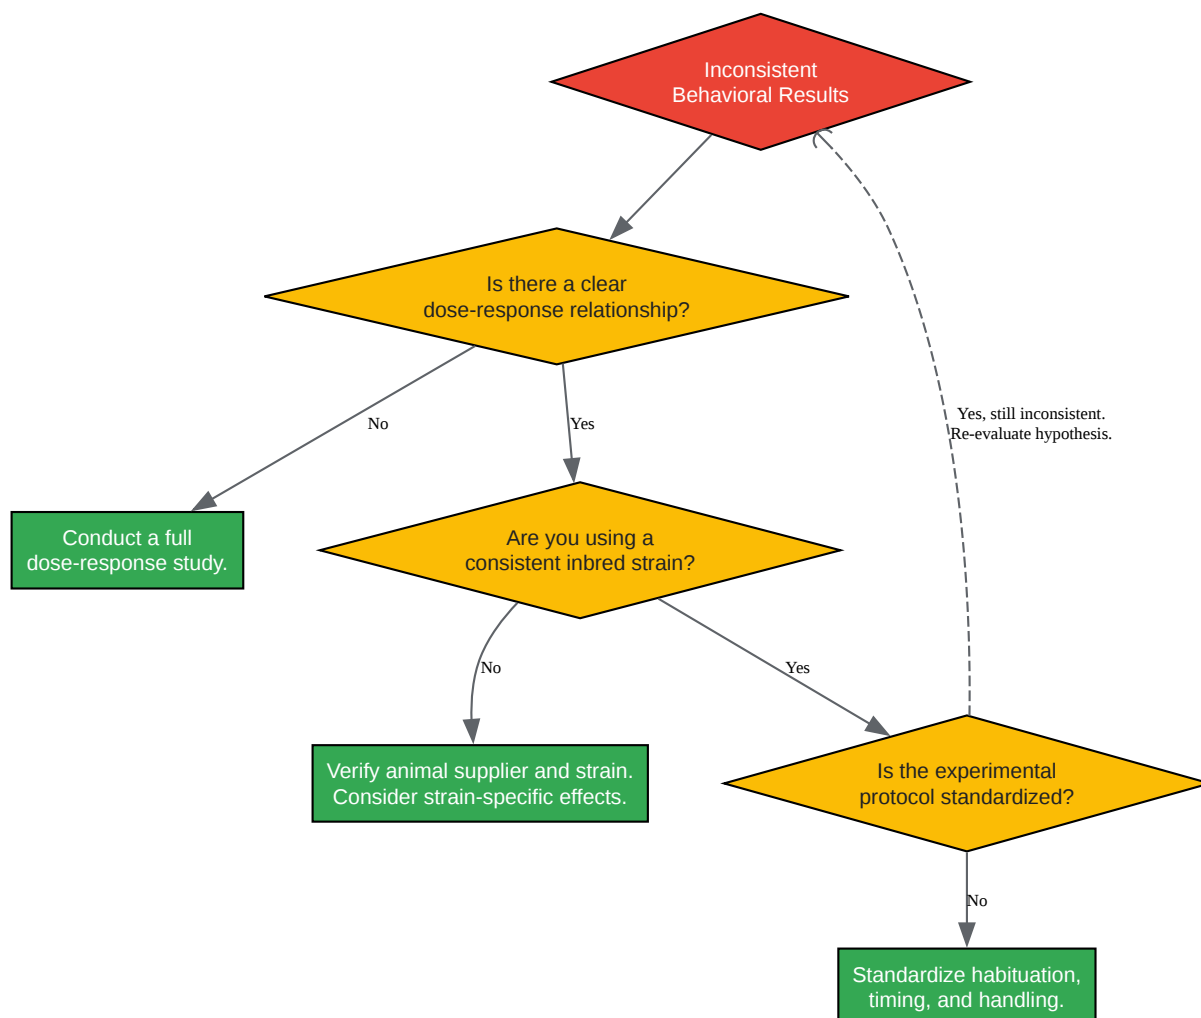 Inconsistent
Behavioral Results
Is there a clear
dose-response relationship?
No
Yes
Yes, still inconsistent.
Re-evaluate hypothesis.
Conduct a full
dose-response study.
Are you using a
consistent inbred strain?
No
Yes
Verify animal supplier and strain.
Consider strain-specific effects.
Is the experimental
protocol standardized?
No
Standardize habituation,
timing, and handling.